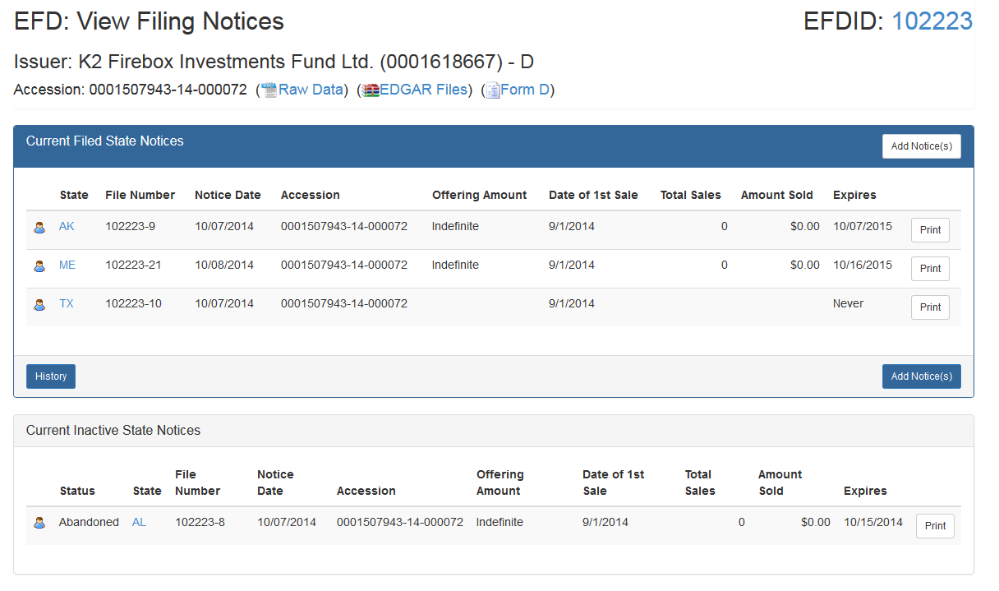 EFD: View Filing Notices EFDID: 102223
Issuer: K2 Firebox Investments Fund Ltd. (0001618667) - D
Accession: 0001507943-14-000072 (Raw Data) (EDGAR Files) (Form D)
Current Filed State Notices Add Notice(s)
State File Number Notice Date Accession Offering Amount Date of 1st Sale Total Sales Amount Sold Expires
AK 102223-9 10/07/2014 0001507943-14-000072 Indefinite 9/1/2014 0 $0.00 10/07/2015 Print
ME 102223-21 10/08/2014 0001507943-14-000072 Indefinite 9/1/2014 0 $0.00 10/16/2015 Print
TX 102223-10 10/07/2014 0001507943-14-000072 9/1/2014 Never Print
History Add Notice(s)
Current Inactive State Notices
File Notice Offering Date of 1st Total Amount
Status State Number Date Accession Amount Sale Sales Sold Expires
Abandoned AL 102223-8 10/07/2014 0001507943-14-000072 Indefinite 9/1/2014 0 $0.00 10/15/2014 Print